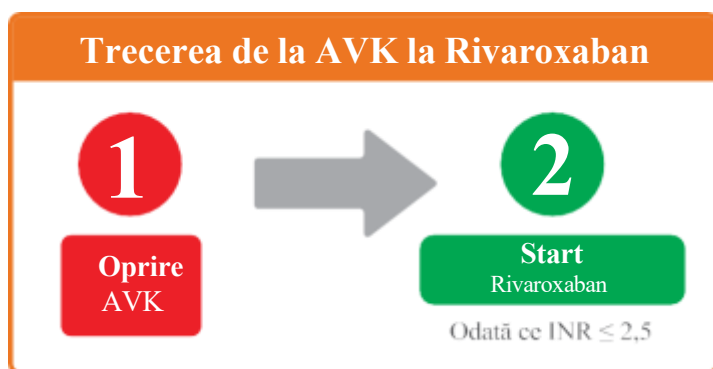 Trecerea de la AVK la Rivaroxaban
1
Oprire
AVK
2
Start
Rivaroxaban
Odată ce INR ≤ 2,5